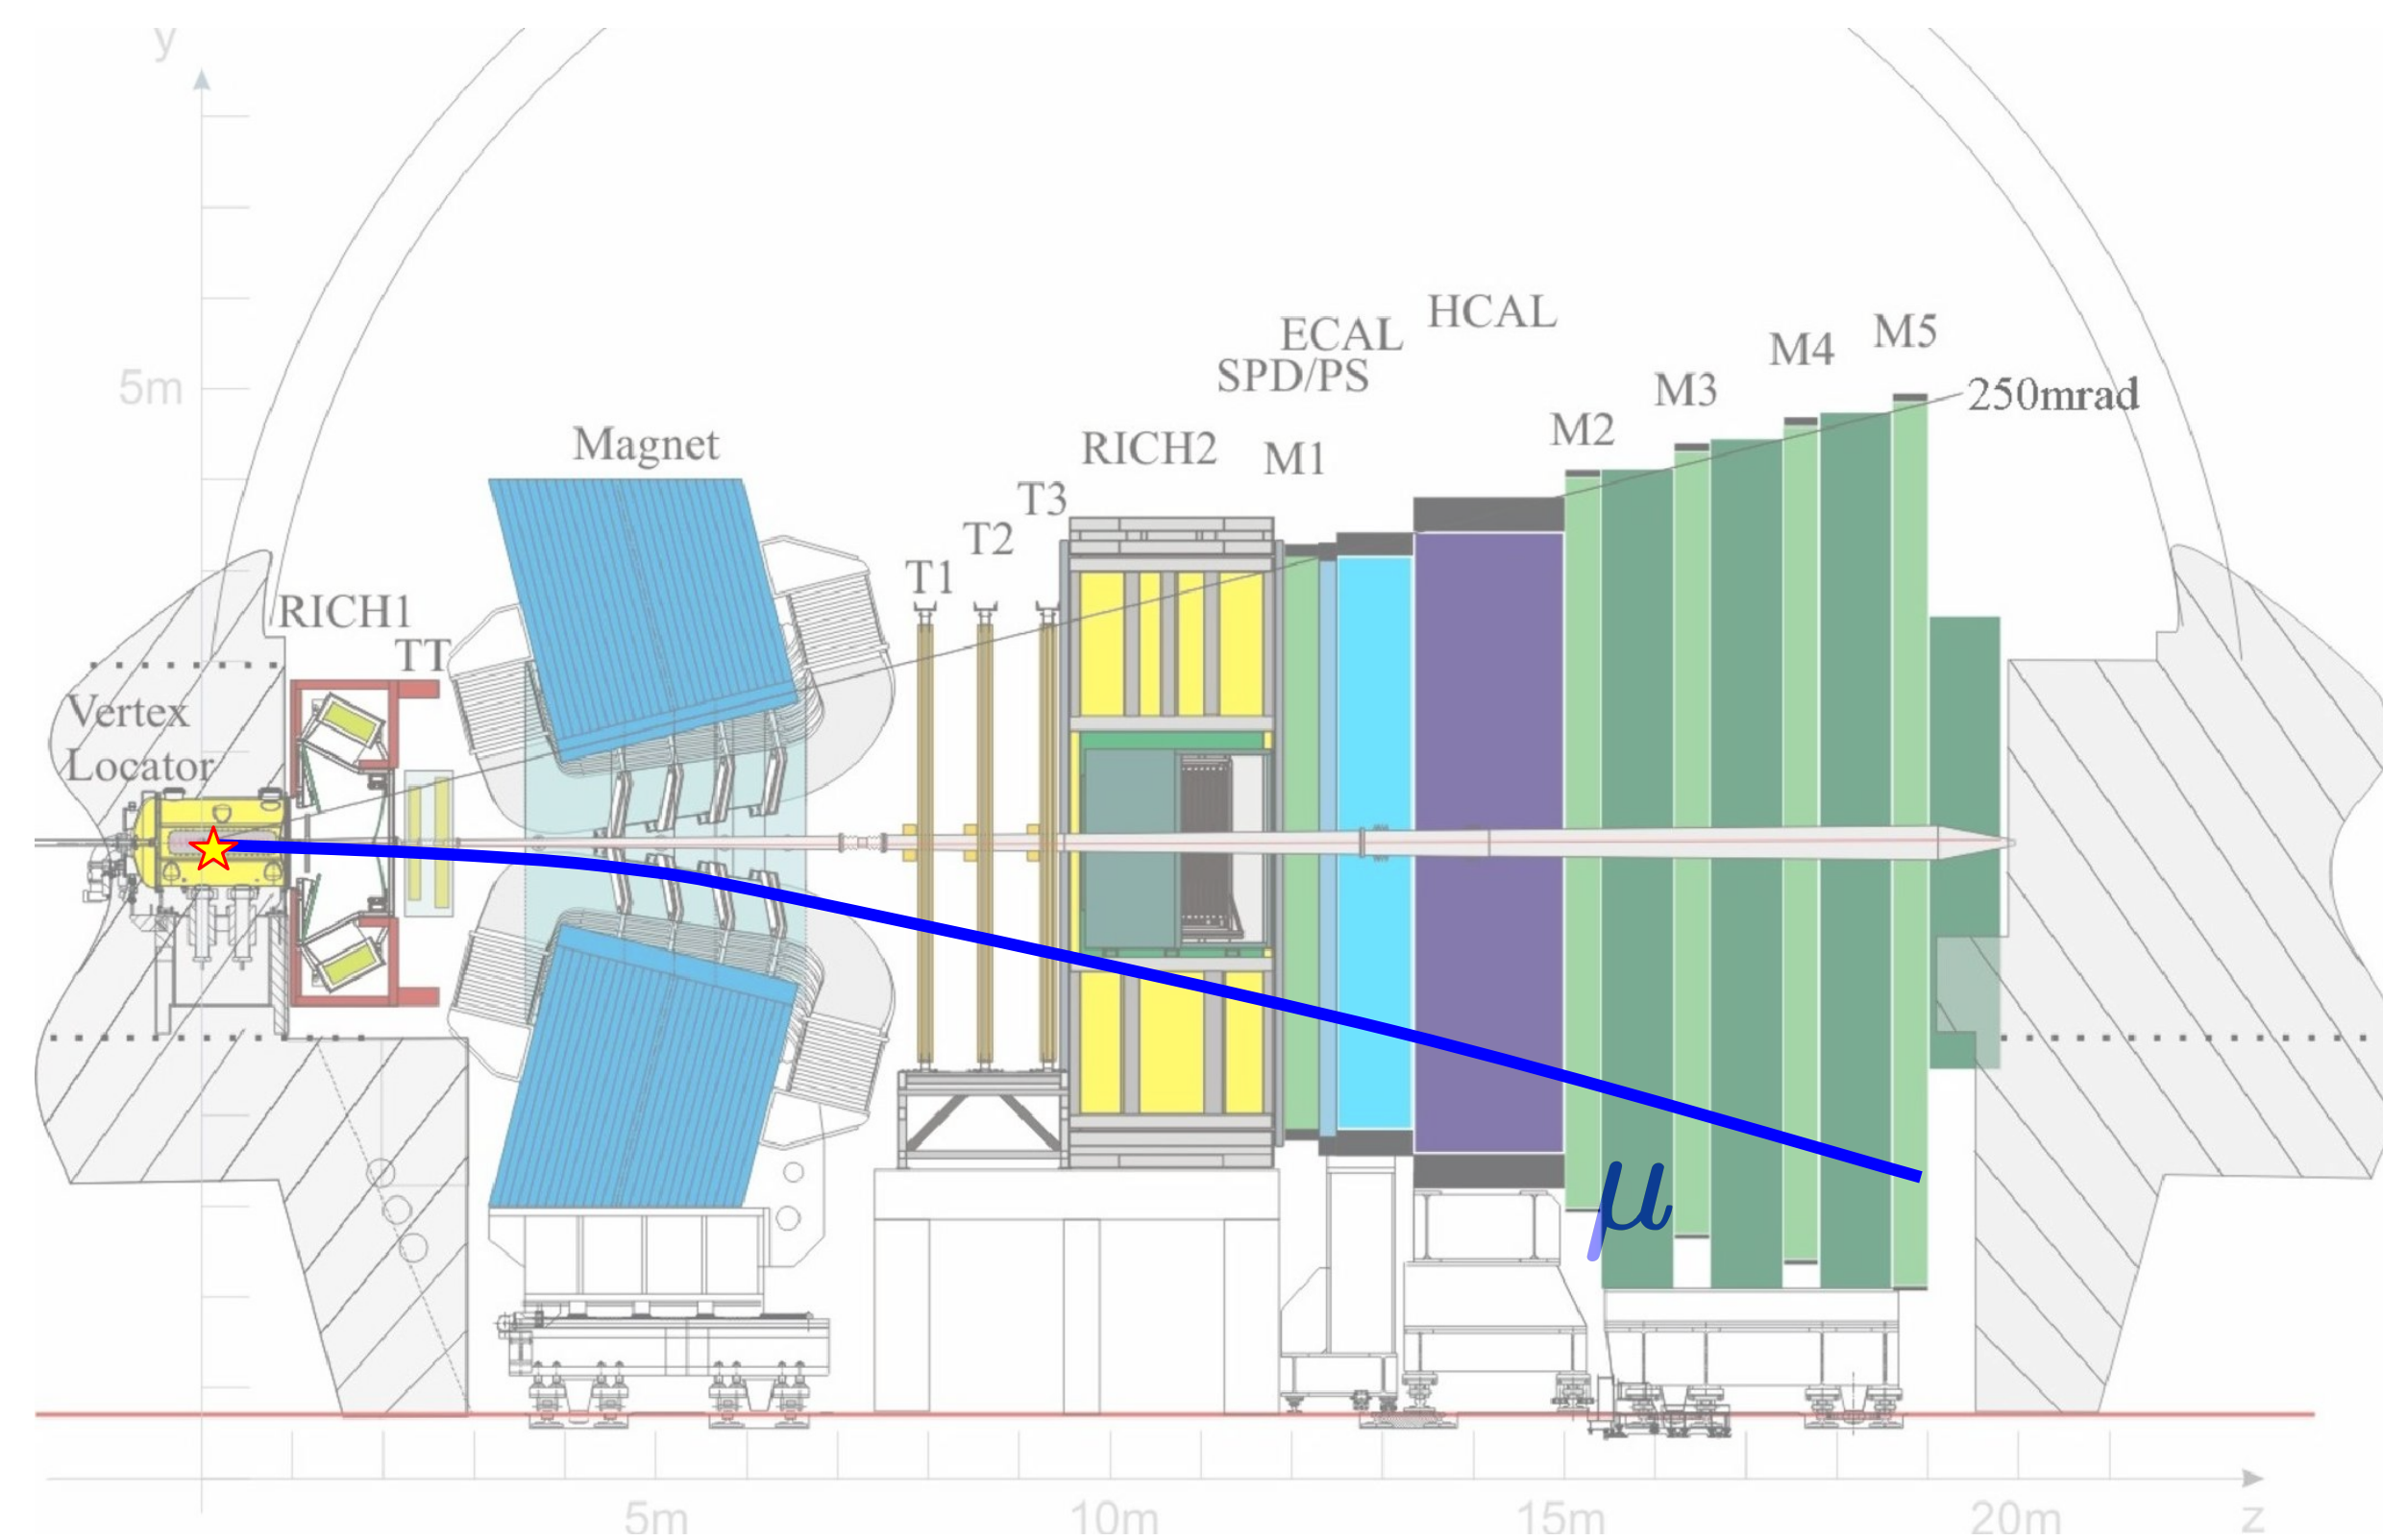 y
5m
Magnet
RICH1
TT
Vertex
Locator
T1
T2
T3
RICH2
M1
SPD/PS
ECAL
HCAL
M2
M3
M4
M5
250mrad
μ
5m
10m
15m
20m
z